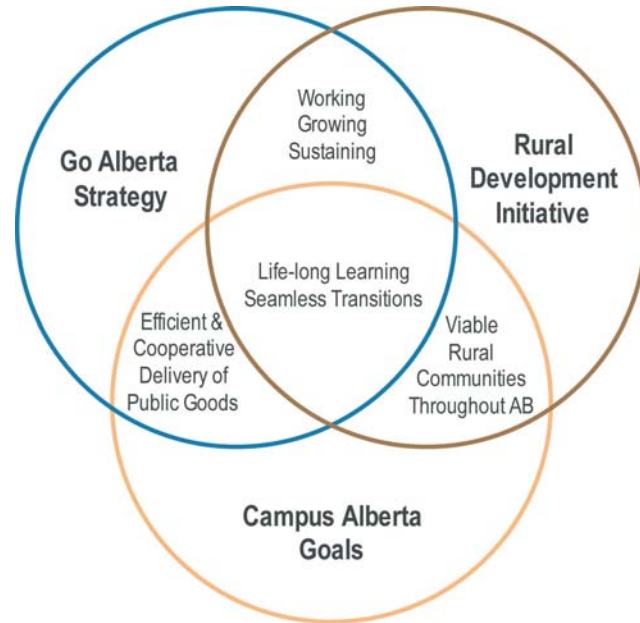 Working
Growing
Sustaining
Go Alberta
Strategy
Rural
Development
Initiative
Life-long Learning
Seamless Transitions
Efficient &
Cooperative
Delivery of
Public Goods
Viable
Rural
Communities
Throughout AB
Campus Alberta
Goals